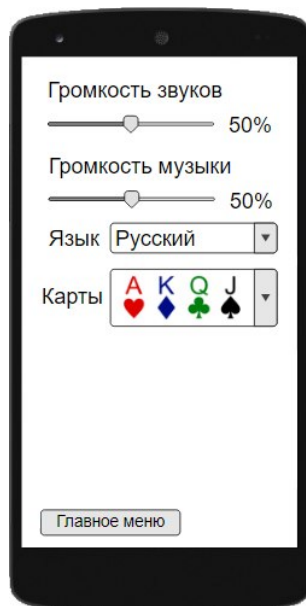 Громкость звуков
50%
Громкость музыки
50%
Язык Русский
Карты A K Q J
Главное меню